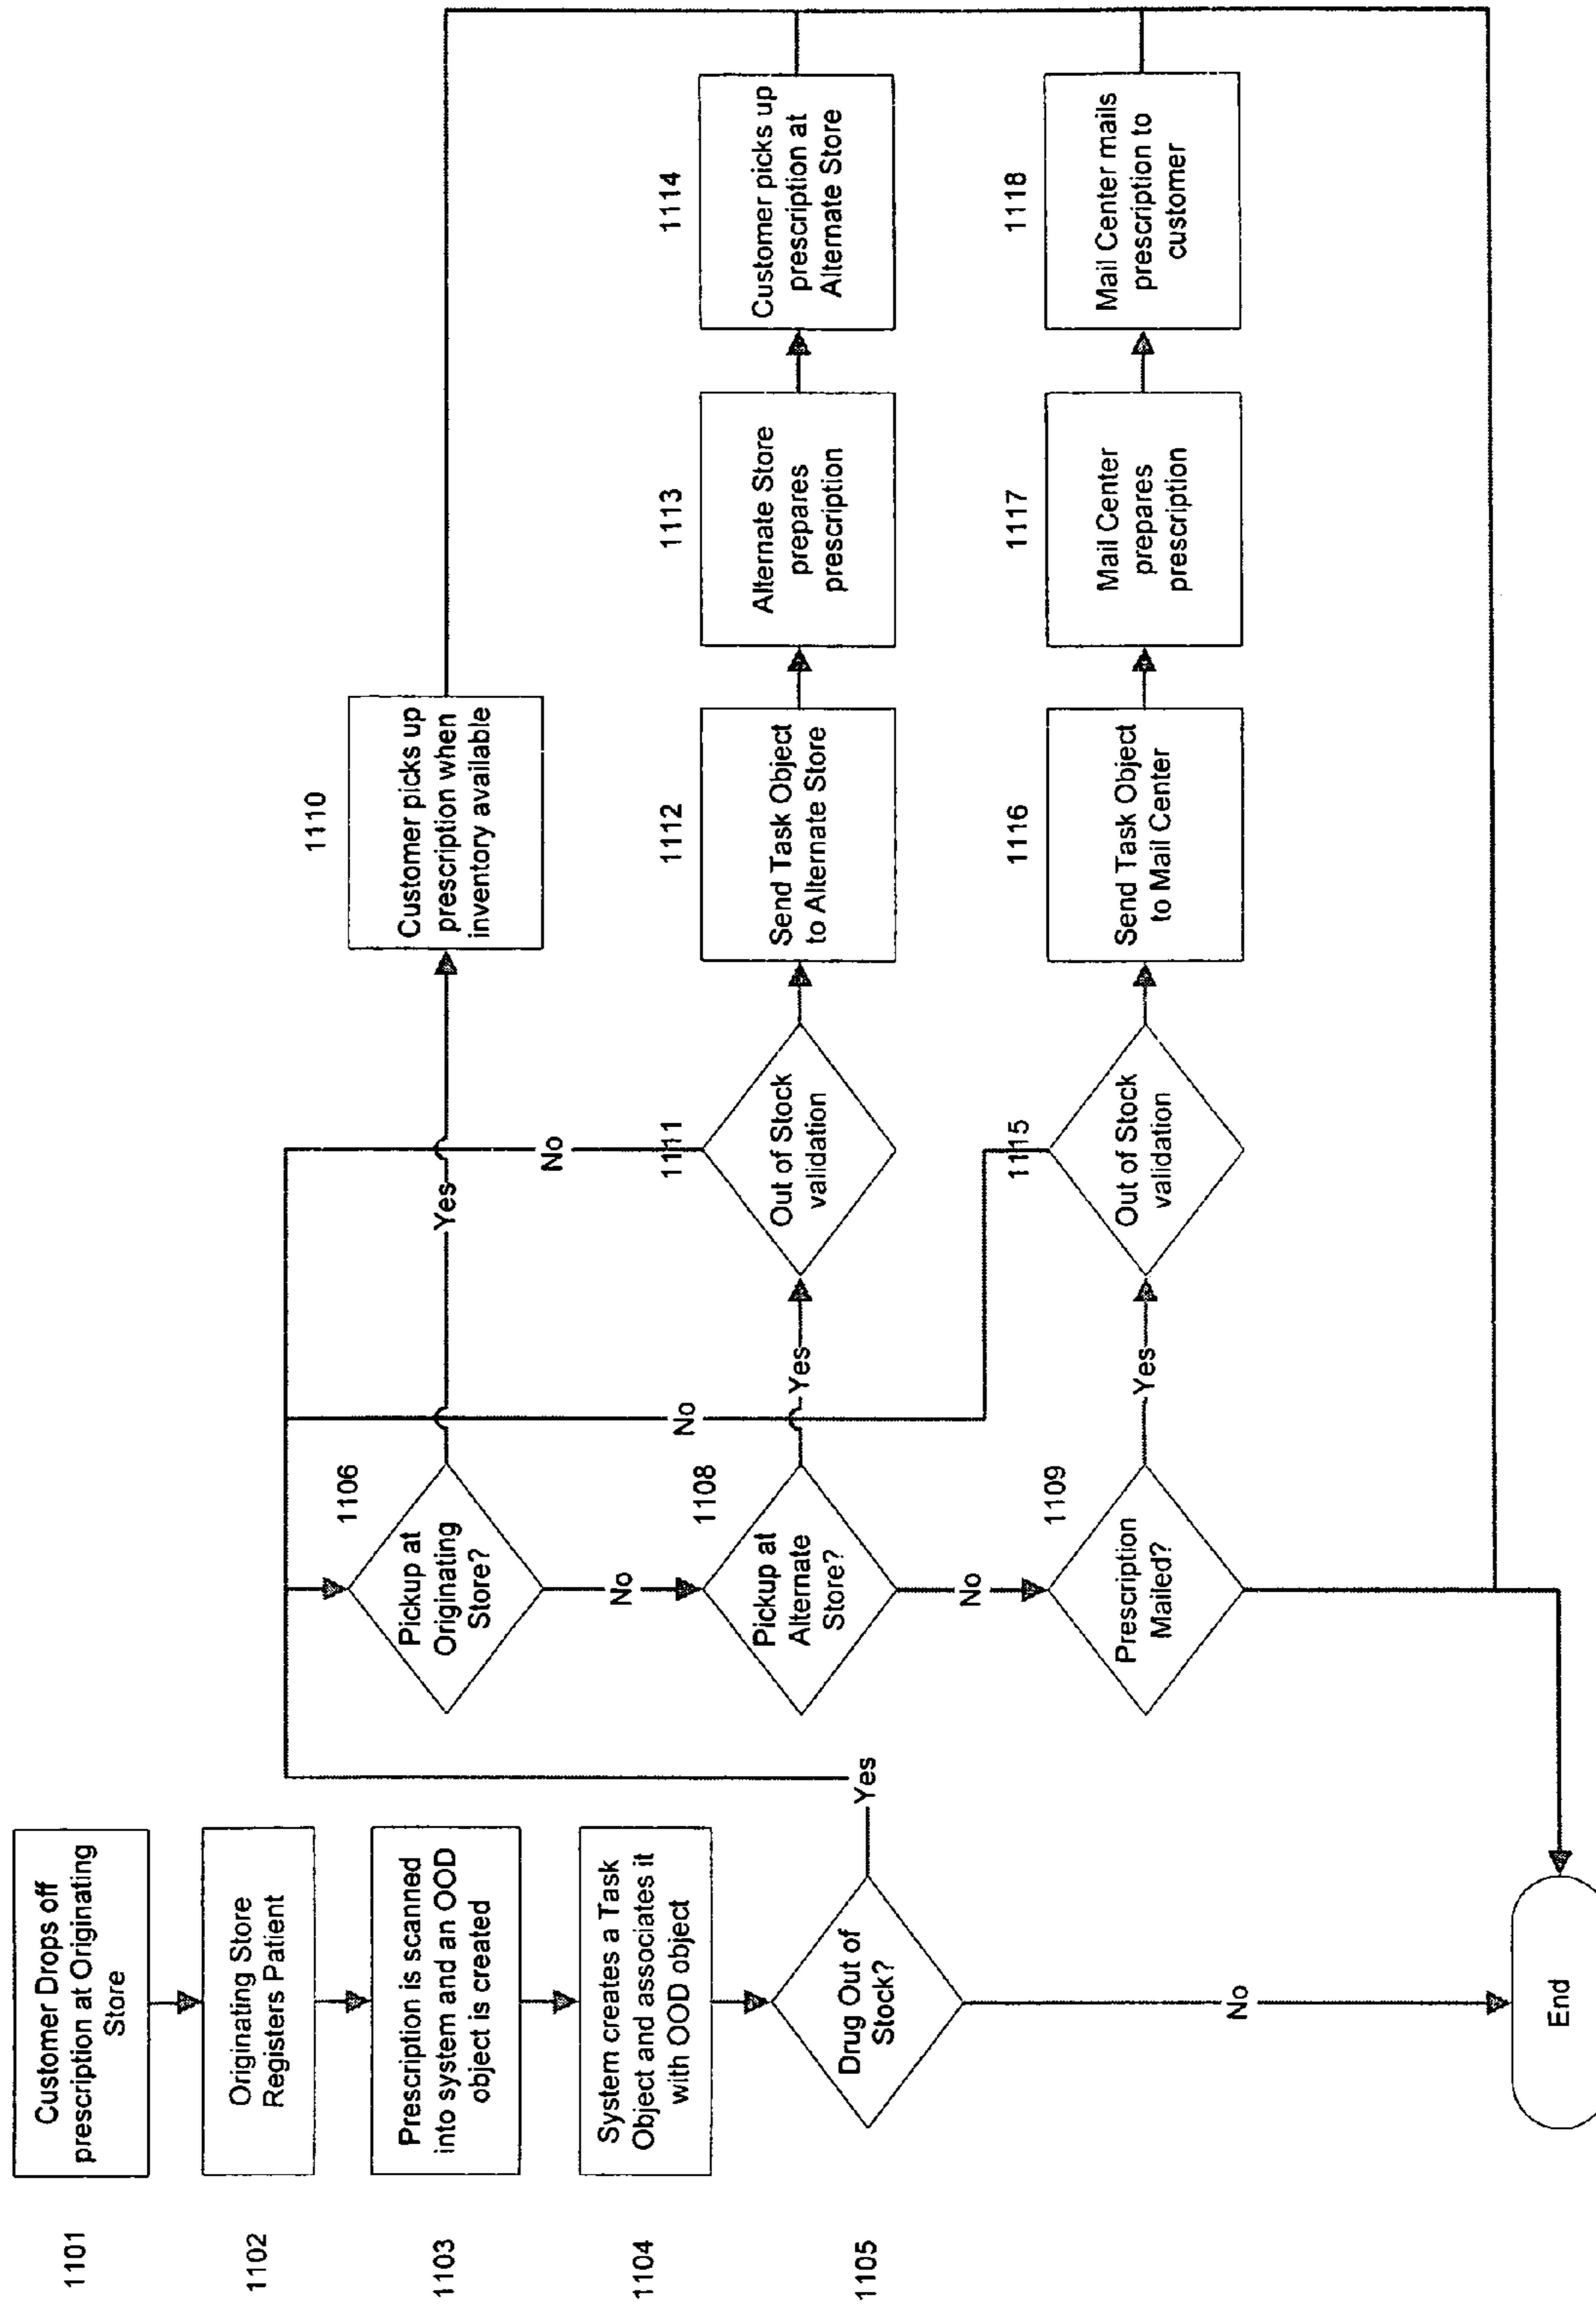 1101
Customer Drops off
prescription at Originating
Store
1102
Originating Store
Registers Patient
1103
Prescription is scanned
into system and an OOD
object is created
1104
System creates a Task
Object and associates it
with OOD object
1105
Drug Out of
Stock?
Yes
No
End
1106
Pickup at
Originating
Store?
Yes
No
1110
Customer picks up
prescription when
inventory available
1108
Pickup at
Alternate
Store?
Yes
No
1111
Out of Stock
validation
No
1112
Send Task Object
to Alternate Store
1113
Alternate Store
prepares
prescription
1114
Customer picks up
prescription at
Alternate Store
1109
Prescription
Mailed?
Yes
1115
Out of Stock
validation
No
1116
Send Task Object
to Mail Center
1117
Mail Center
prepares
prescription
1118
Mail Center mails
prescription to
customer